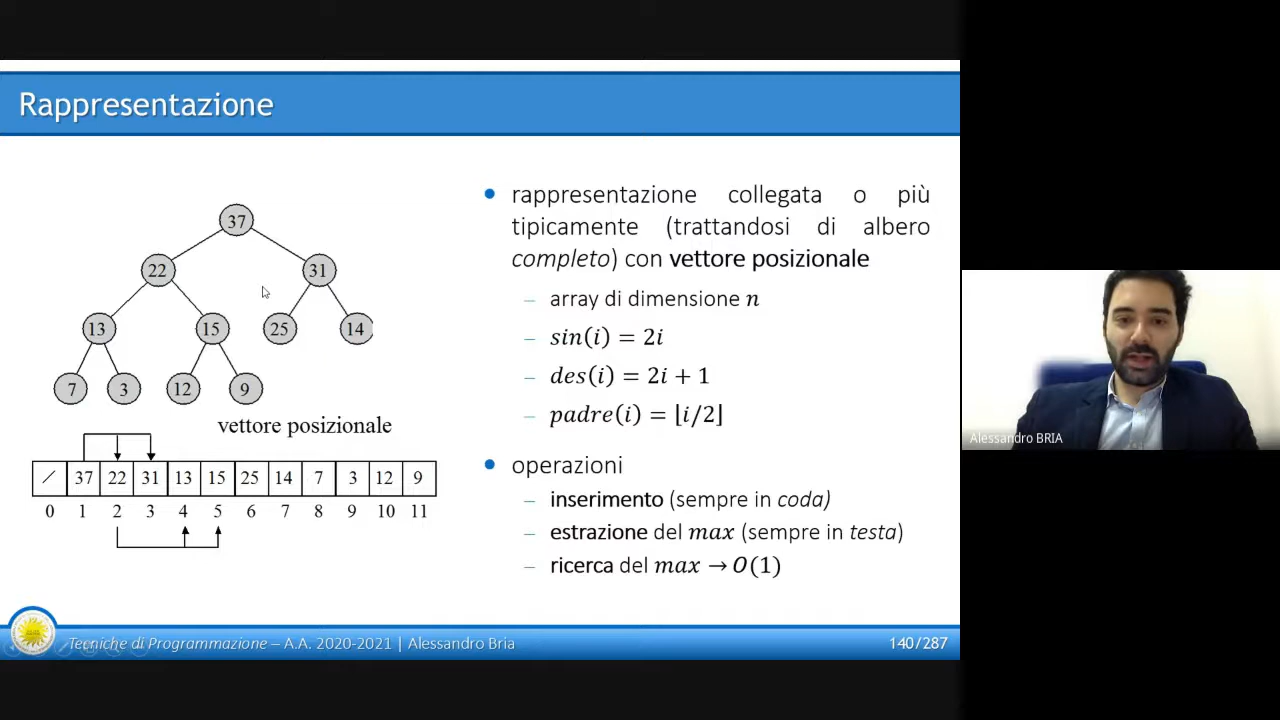 Rappresentazione
37
22 31
13 15 25 14
7 3 12 9
vettore posizionale
/ 37 22 31 13 15 25 14 7 3 12 9
0 1 2 3 4 5 6 7 8 9 10 11
• rappresentazione collegata o più
tipicamente (trattandosi di albero
completo) con vettore posizionale
– array di dimensione n
– sin(i) = 2i
– des(i) = 2i + 1
– padre(i) = ⌊i/2⌋
• operazioni
– inserimento (sempre in coda)
– estrazione del max (sempre in testa)
– ricerca del max → O(1)
Tecniche di Programmazione – A.A. 2020-2021 | Alessandro Bria
140/287
Alessandro BRIA